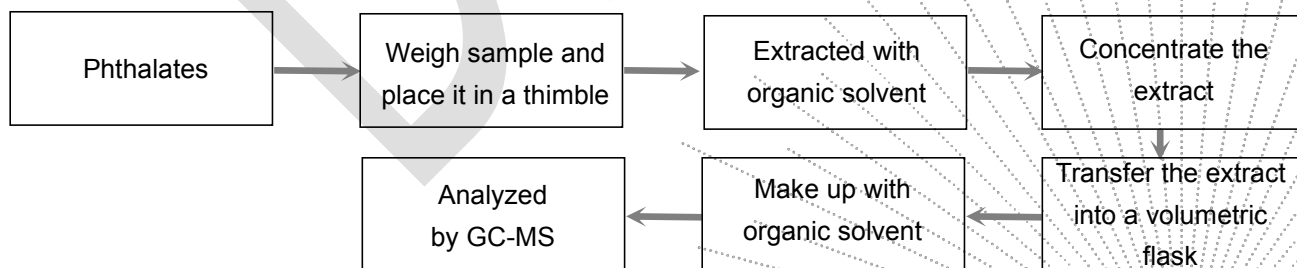 Phthalates
Weigh sample and
place it in a thimble
Extracted with
organic solvent
Concentrate the
extract
Transfer the extract
into a volumetric
flask
Make up with
organic solvent
Analyzed
by GC-MS